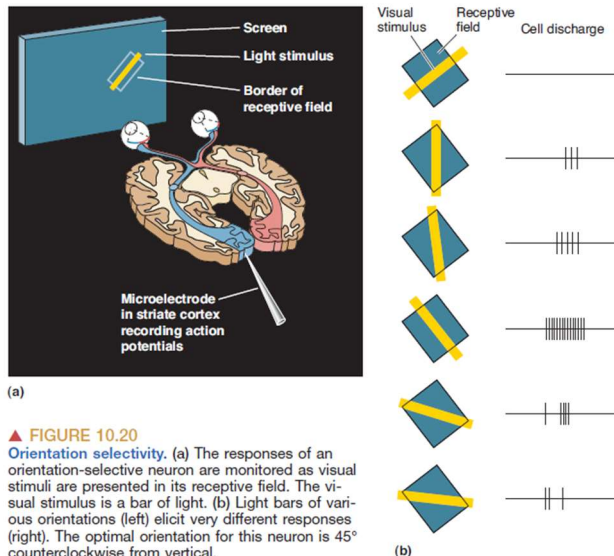 Screen
Light stimulus
Border of
receptive field
Microelectrode
in striate cortex
recording action
potentials
(a)
Visual
stimulus
Receptive
field
Cell discharge
(b)
▲ FIGURE 10.20
Orientation selectivity. (a) The responses of an
orientation-selective neuron are monitored as visual
stimuli are presented in its receptive field. The vi-
sual stimulus is a bar of light. (b) Light bars of vari-
ous orientations (left) elicit very different responses
(right). The optimal orientation for this neuron is 45°
counterclockwise from vertical.